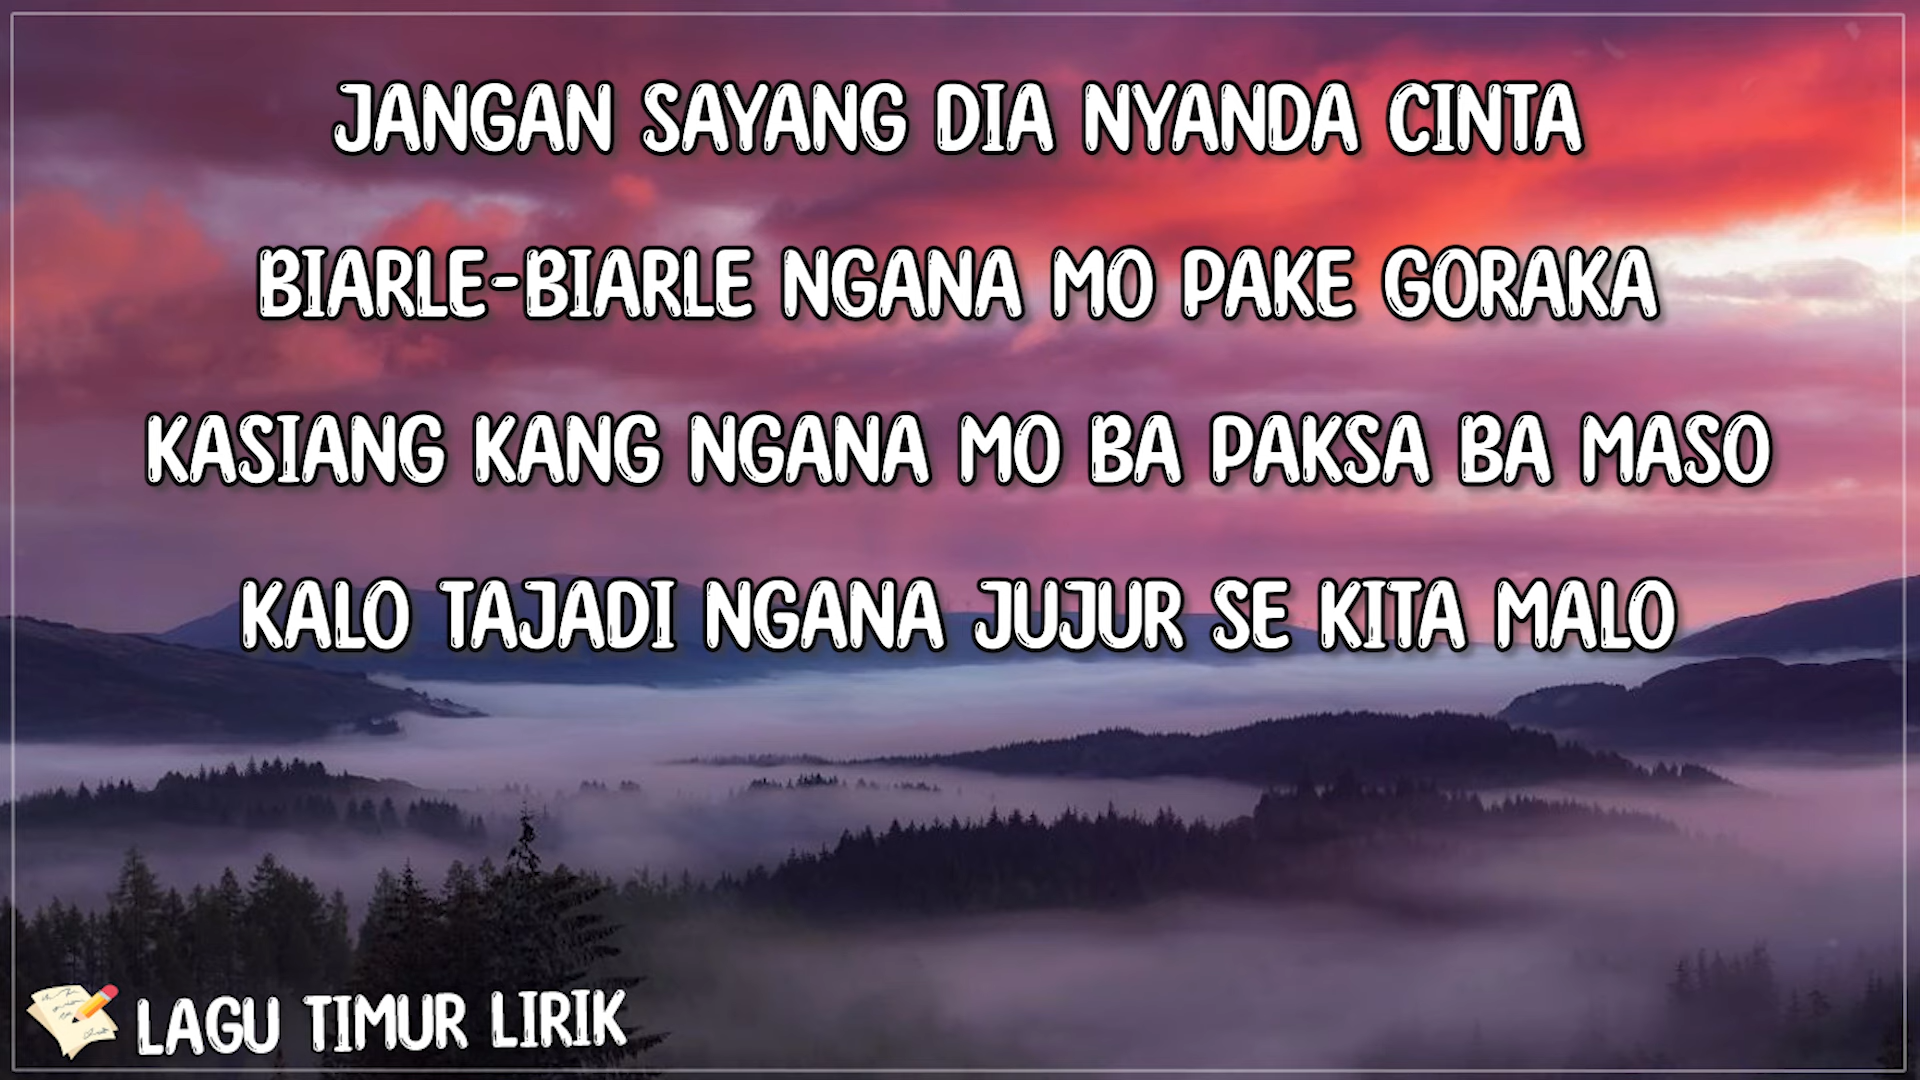 JANGAN SAYANG DIA NYANDA CINTA
BIARLE-BIARLE NGANA MO PAKE GORAKA
KASIANG KANG NGANA MO BA PAKSA BA MASO
KALO TAJADI NGANA JUJUR SE KITA MALO
LAGU TIMUR LIRIK